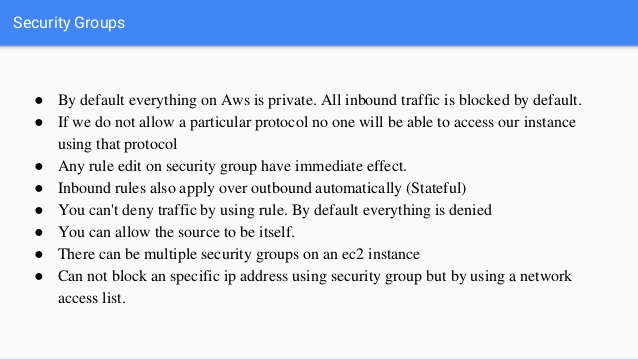 Security Groups
● By default everything on Aws is private. All inbound traffic is blocked by default.
● If we do not allow a particular protocol no one will be able to access our instance
using that protocol
● Any rule edit on security group have immediate effect.
● Inbound rules also apply over outbound automatically (Stateful)
● You can't deny traffic by using rule. By default everything is denied
● You can allow the source to be itself.
● There can be multiple security groups on an ec2 instance
● Can not block an specific ip address using security group but by using a network
access list.